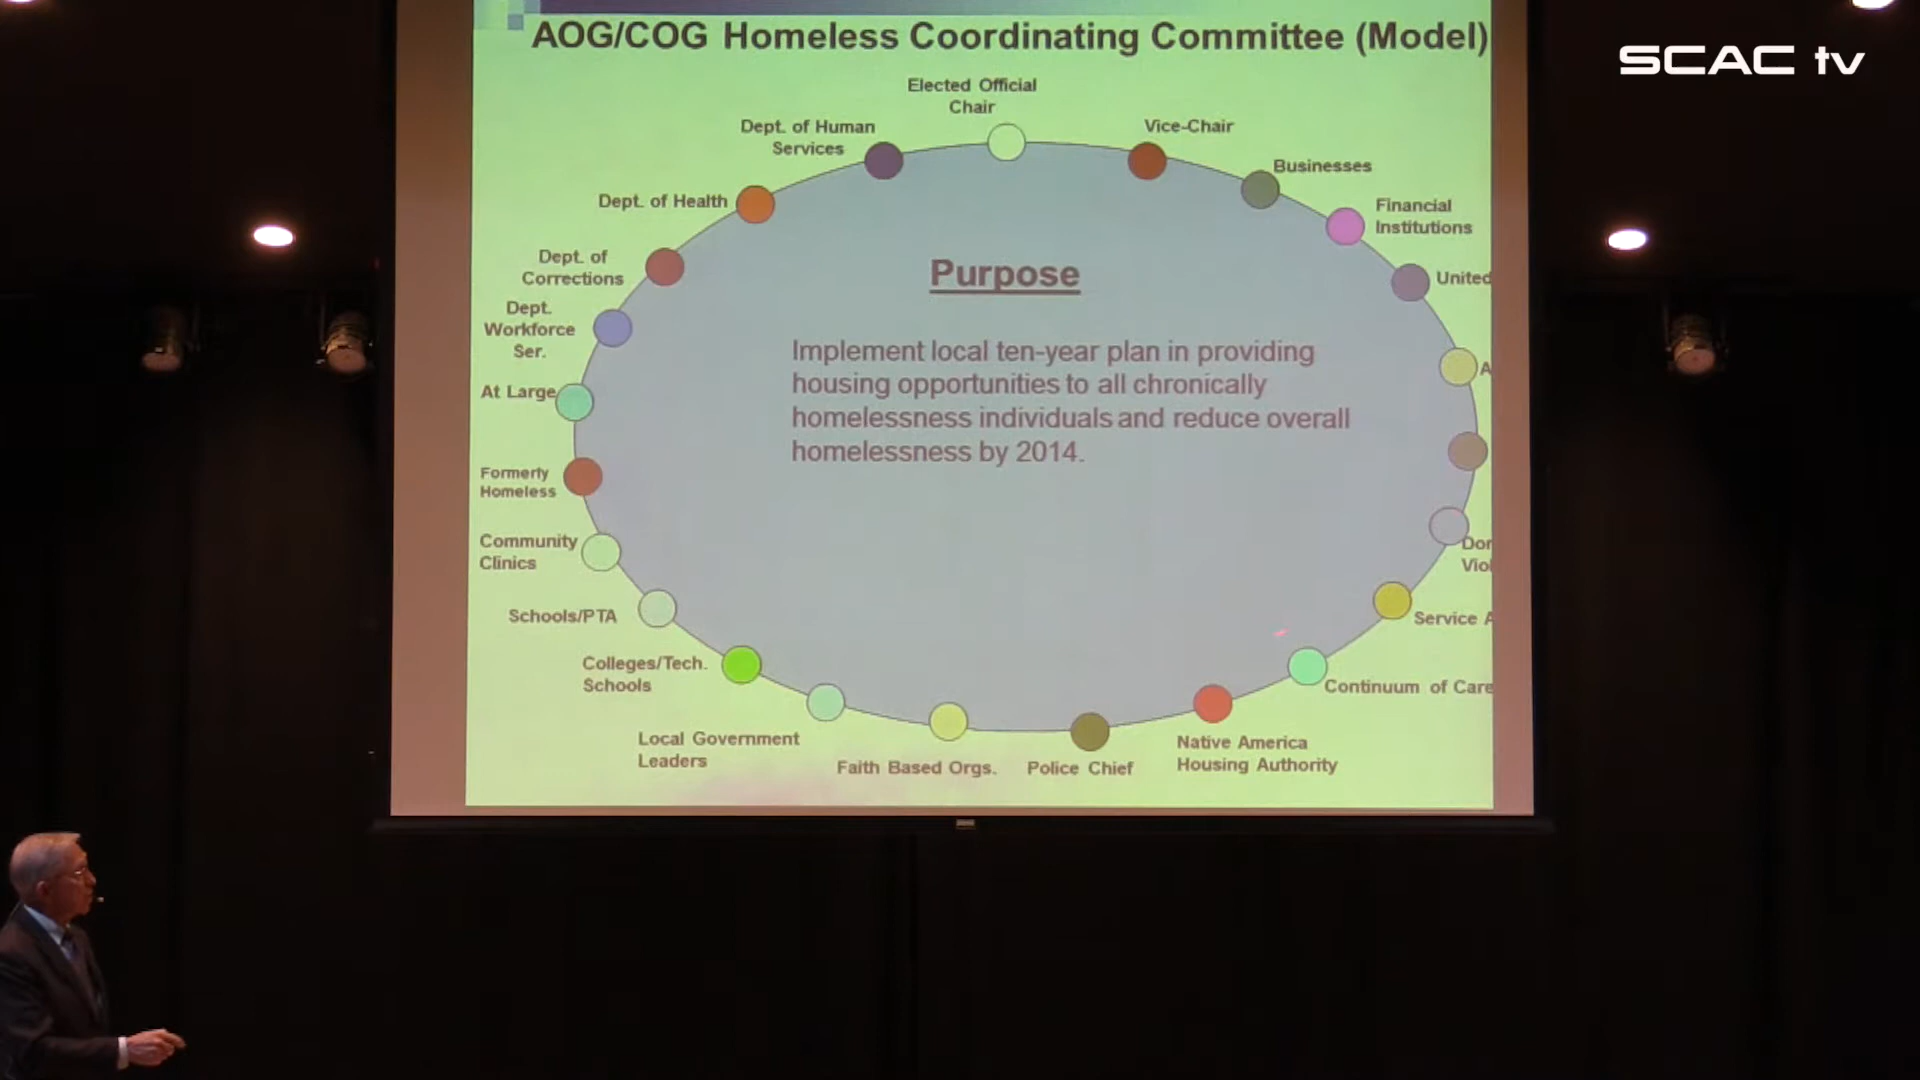 AOG/COG Homeless Coordinating Committee (Model)
SCAC tv
Elected Official
Chair
Dept. of Human
Services
Vice-Chair
Businesses
Dept. of Health
Financial
Institutions
Dept. of
Corrections
United
Purpose
Dept.
Workforce
Ser.
Implement local ten-year plan in providing
housing opportunities to all chronically
homelessness individuals and reduce overall
homelessness by 2014.
At Large
A
Formerly
Homeless
Community
Clinics
Dor
Viol
Schools/PTA
Service A
Colleges/Tech.
Schools
Continuum of Care
Local Government
Leaders
Faith Based Orgs.
Police Chief
Native America
Housing Authority